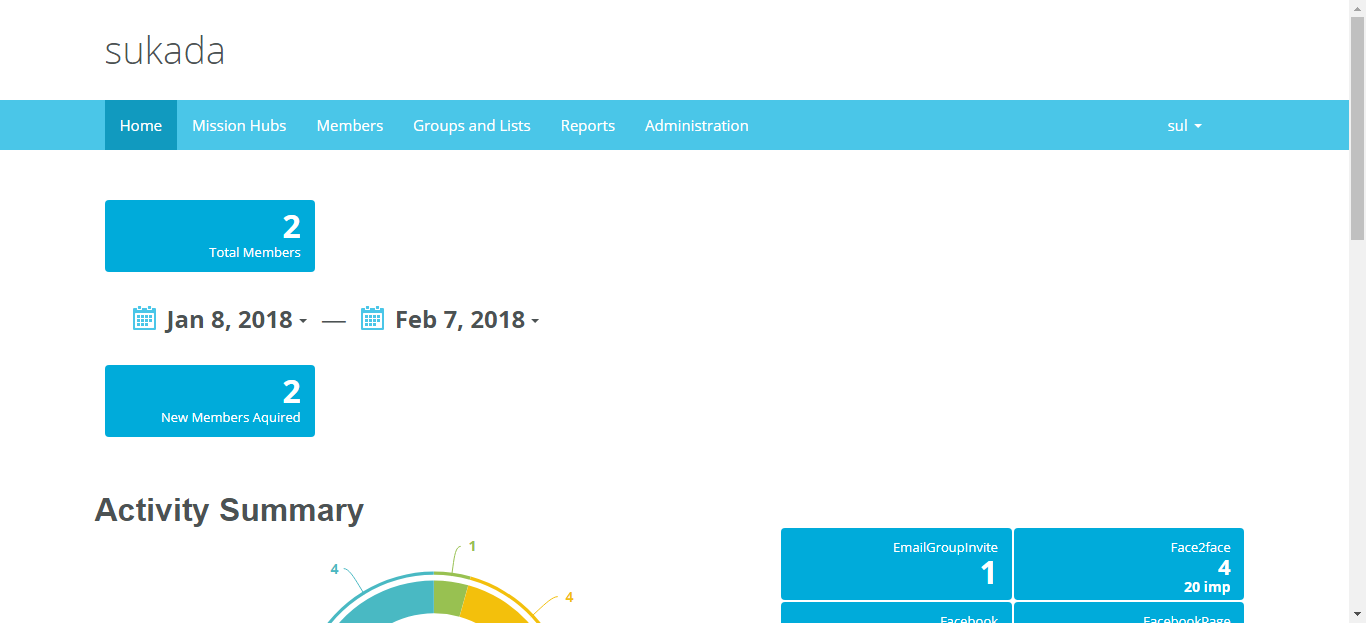 sukada
Home Mission Hubs Members Groups and Lists Reports Administration sul
2
Total Members
Jan 8, 2018 — Feb 7, 2018
2
New Members Aquired
Activity Summary
1
4
4
EmailGroupInvite
1
Face2face
4
20 imp
Facebook
FacebookPage